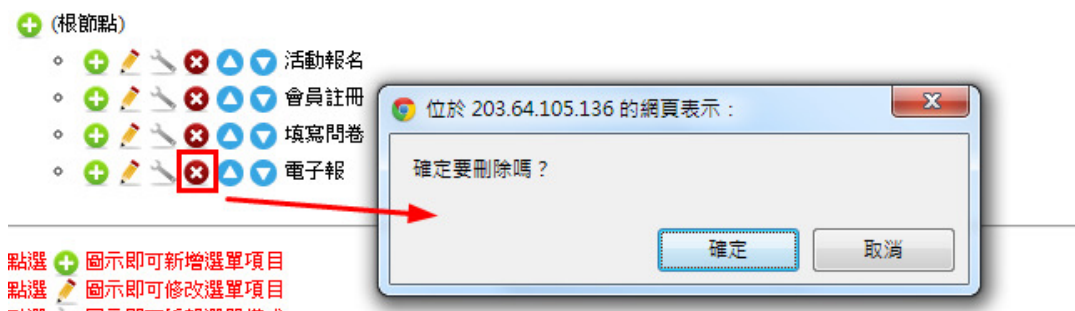 (根節點)
活動報名
會員註冊
填寫問卷
電子報
位於 203.64.105.136 的網頁表示：
確定要刪除嗎？
確定
取消
點選 圖示即可新增選單項目
點選 圖示即可修改選單項目